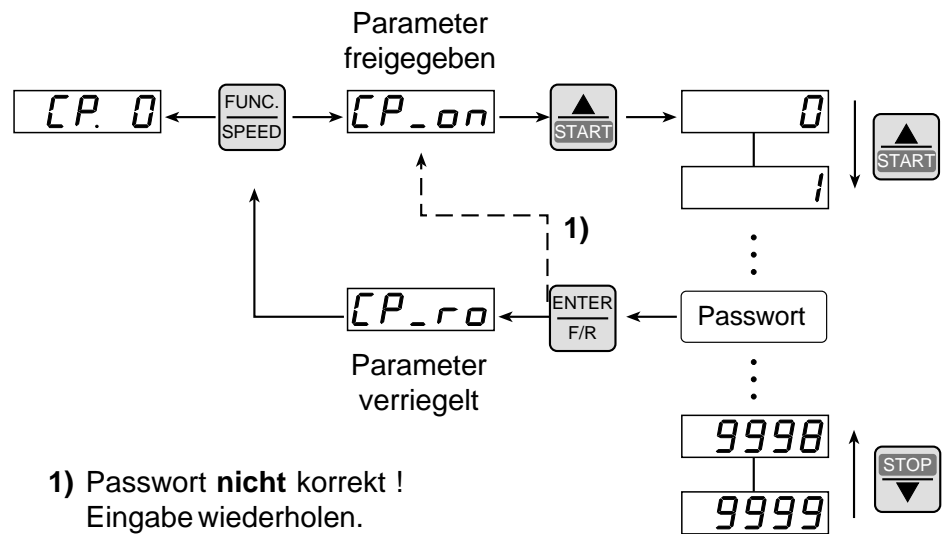 Parameter
freigegeben
CP. 0
FUNC.
SPEED
CP_on
START
0
START
1
1)
CP_ro
ENTER
F/R
Passwort
Parameter
verriegelt
9998
STOP
9999
1) Passwort nicht korrekt !
Eingabe wiederholen.